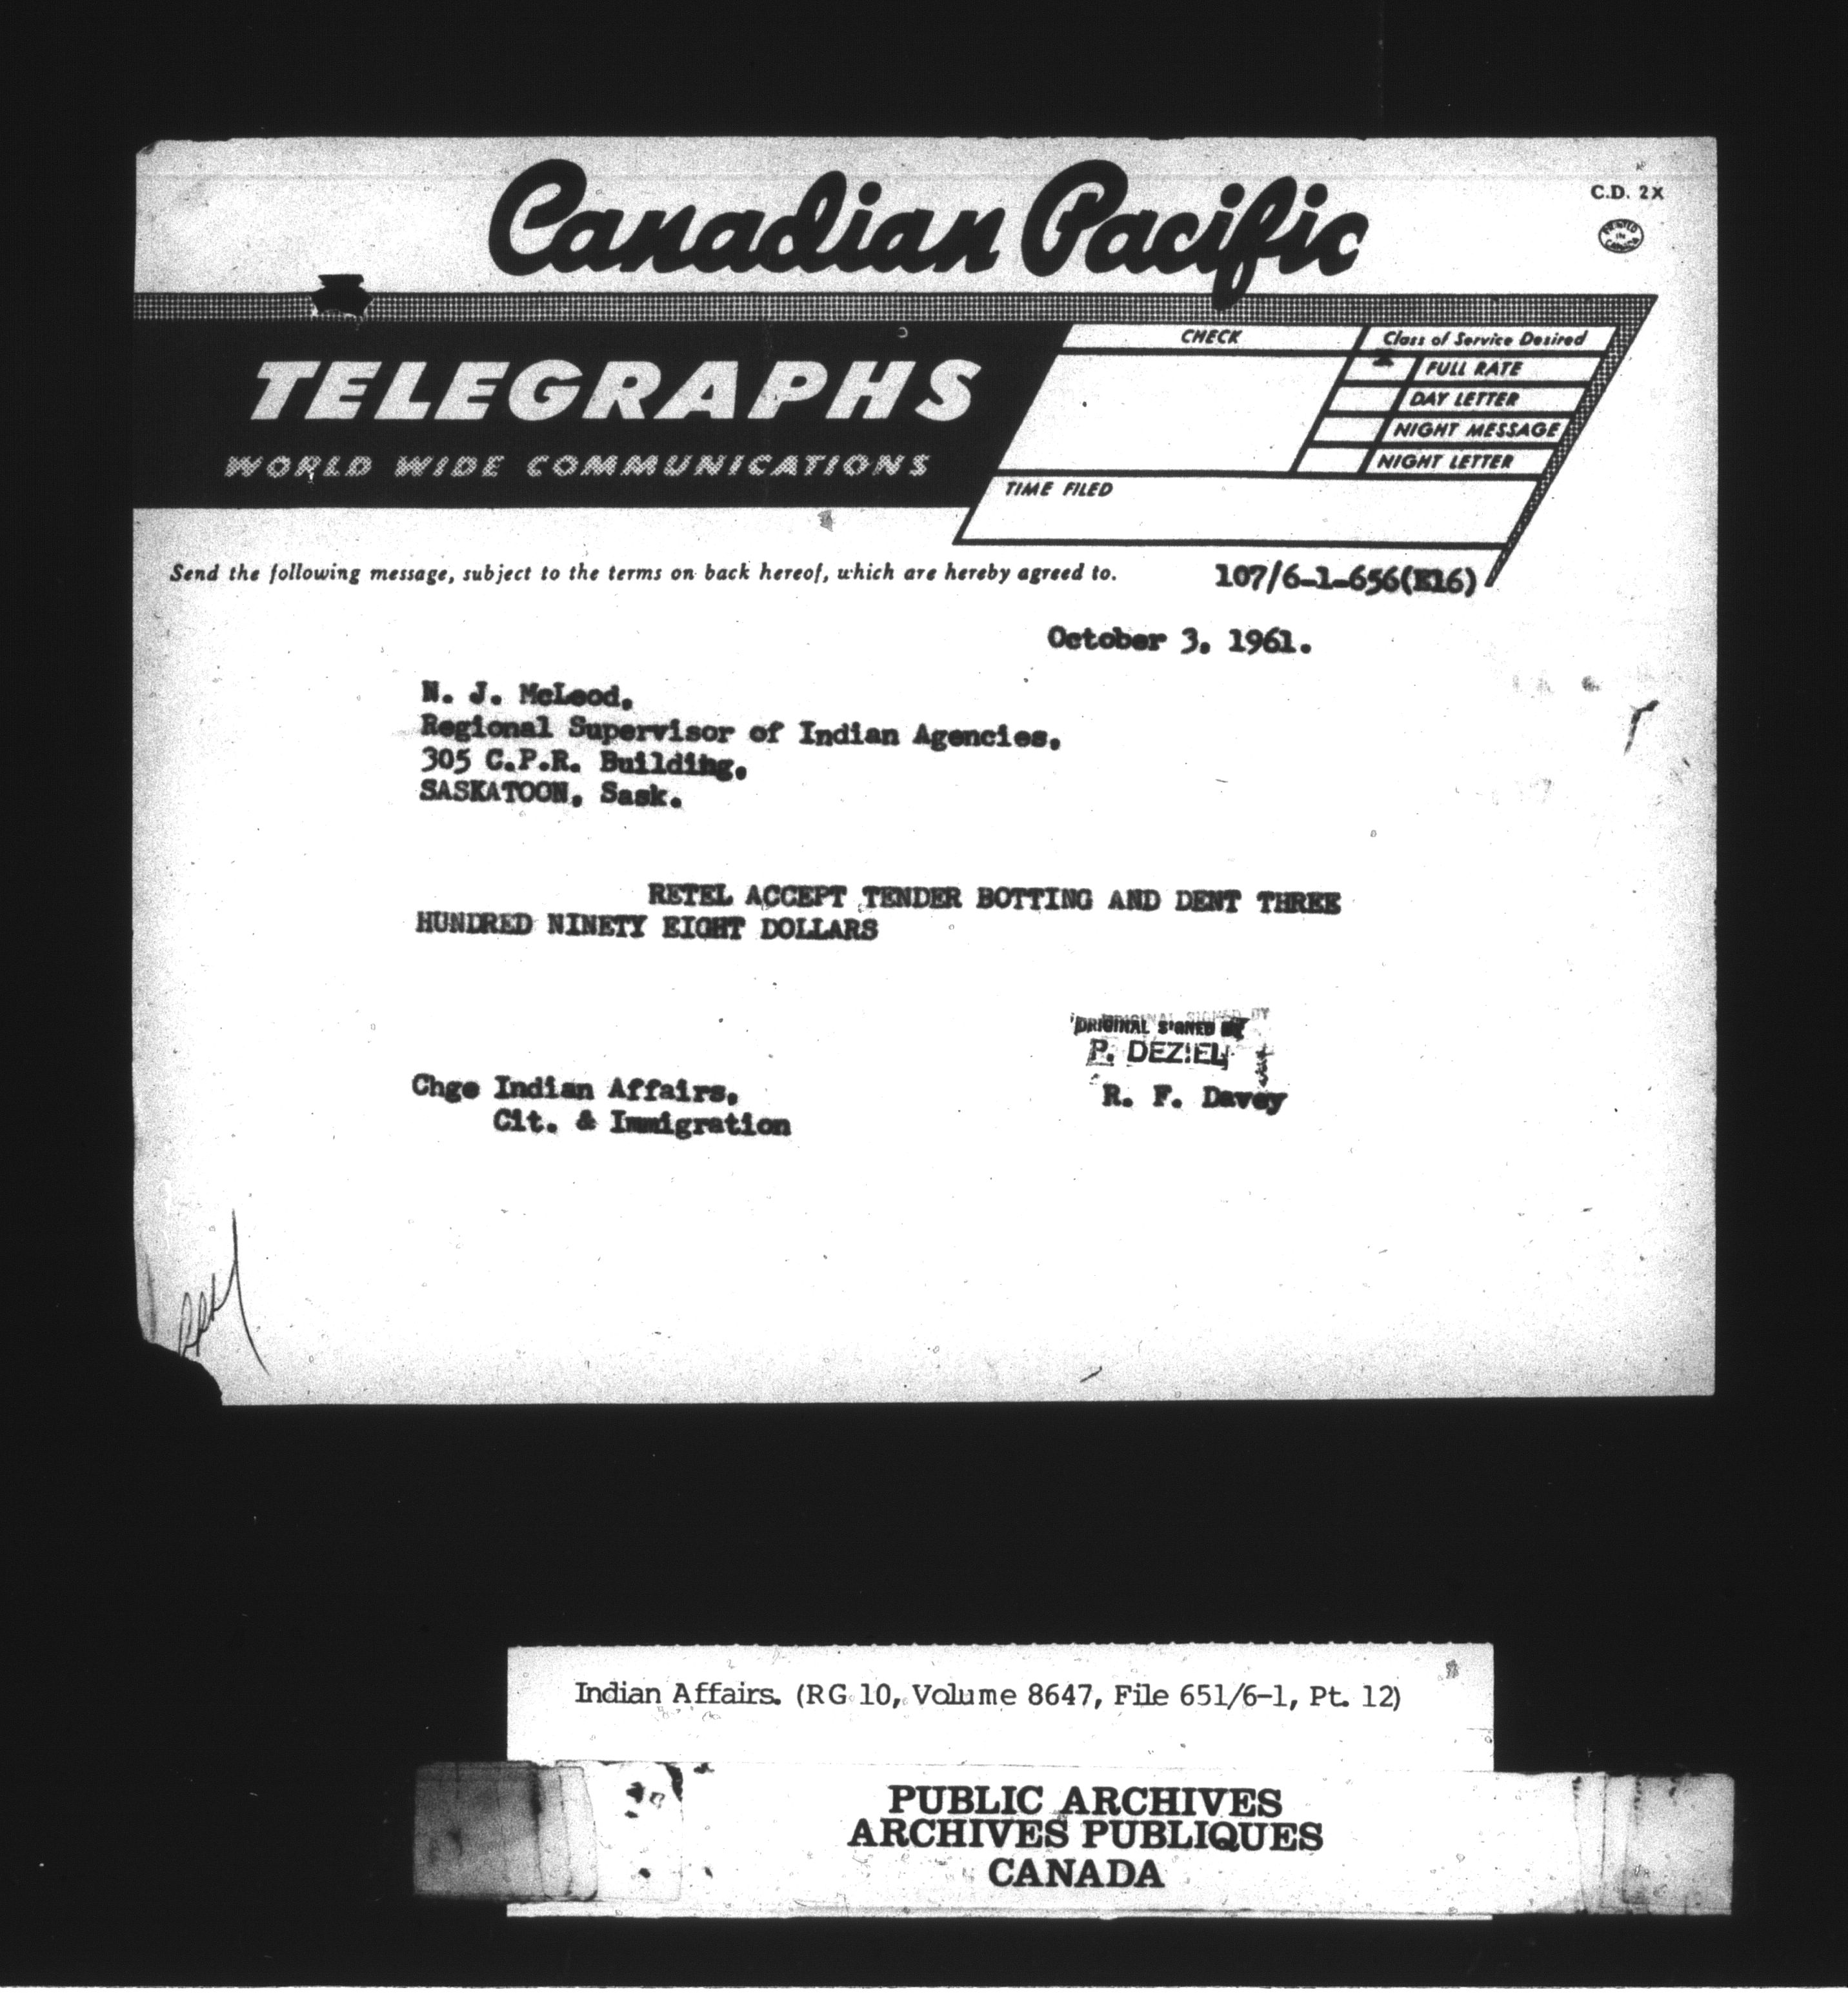 Canadian Pacific
C.D. 2X
PRINTED
IN
CANADA
TELEGRAPHS
WORLD WIDE COMMUNICATIONS
CHECK
Class of Service Desired
FULL RATE
DAY LETTER
NIGHT MESSAGE
NIGHT LETTER
TIME FILED
Send the following message, subject to the terms on back hereof, which are hereby agreed to.
107/6-1-656(E16)
October 3, 1961.
N. J. McLeod,
Regional Supervisor of Indian Agencies,
305 C.P.R. Building,
SASKATOON, Sask.
RETEL ACCEPT TENDER BOTTING AND DENT THREE
HUNDRED NINETY EIGHT DOLLARS
ORIGINAL SIGNED BY
P. DEZIEL
Chge Indian Affairs,
R. F. Davey
Cit. & Immigration
Indian Affairs. (RG 10, Volume 8647, File 651/6-1, Pt. 12)
PUBLIC ARCHIVES
ARCHIVES PUBLIQUES
CANADA